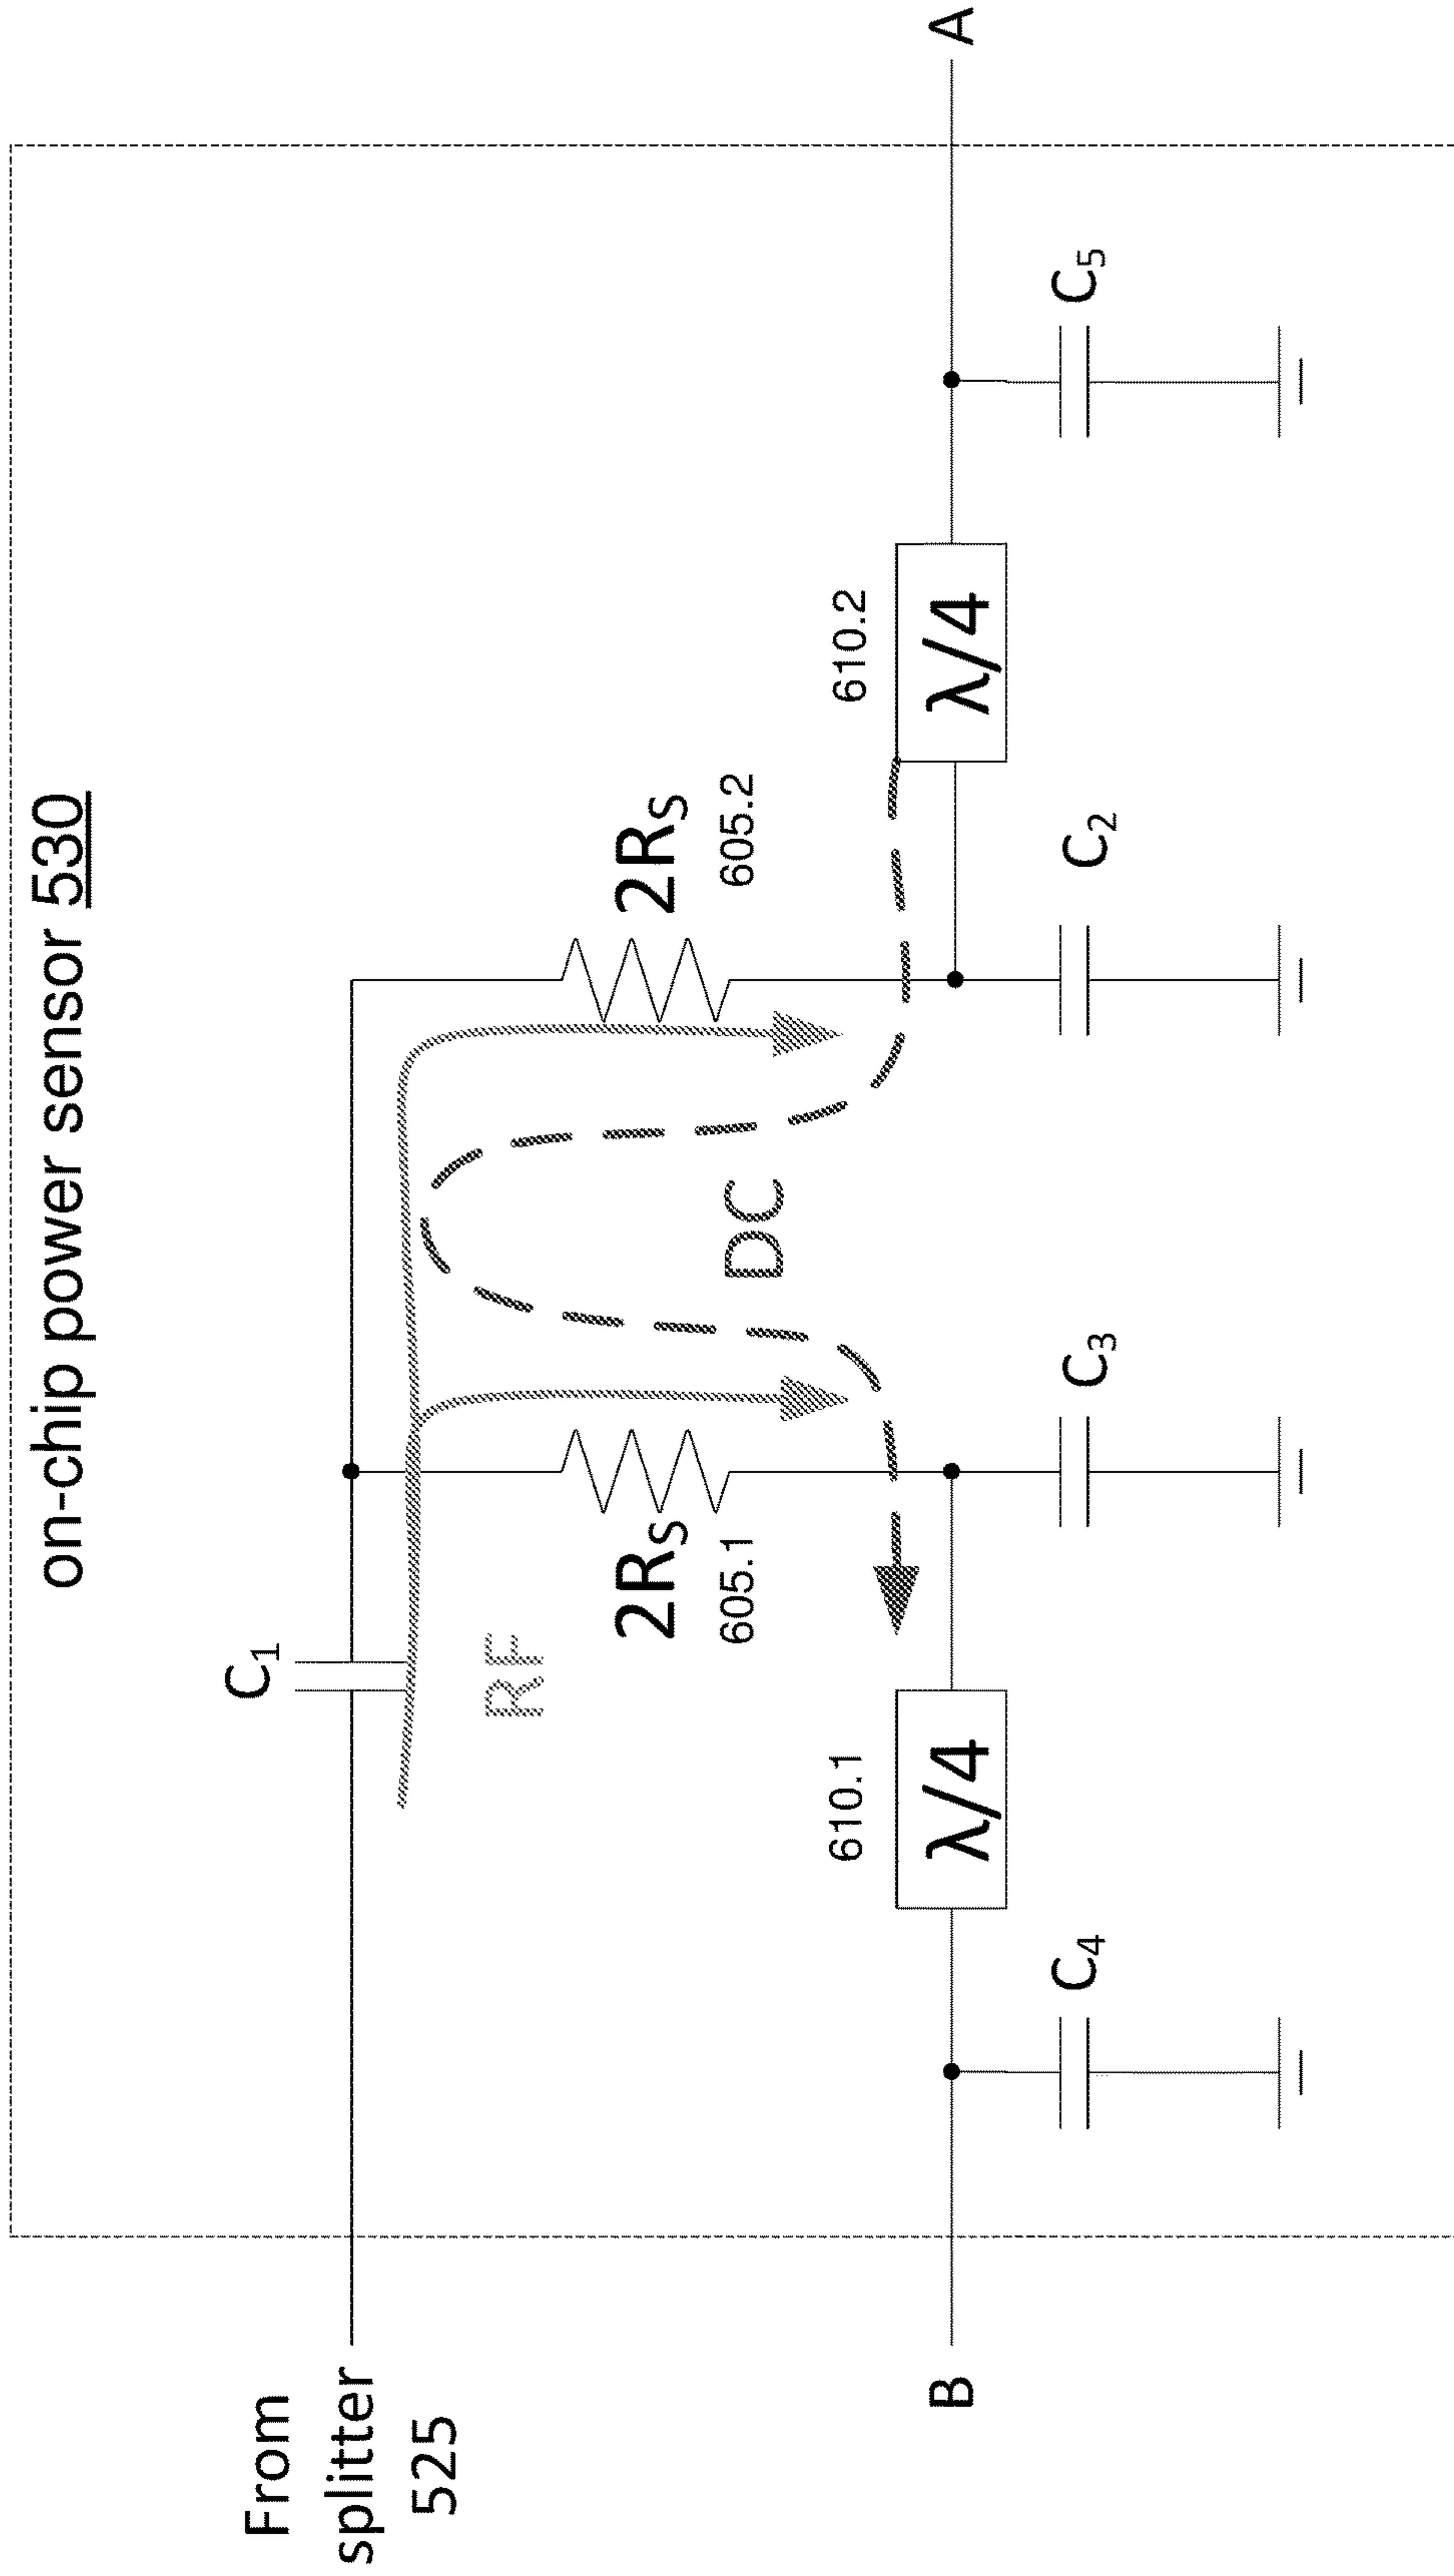 on-chip power sensor 530
From
splitter
525
C1
RF
2RS
605.1
2RS
605.2
DC
610.1
λ/4
610.2
λ/4
B
A
C4
C3
C2
C5